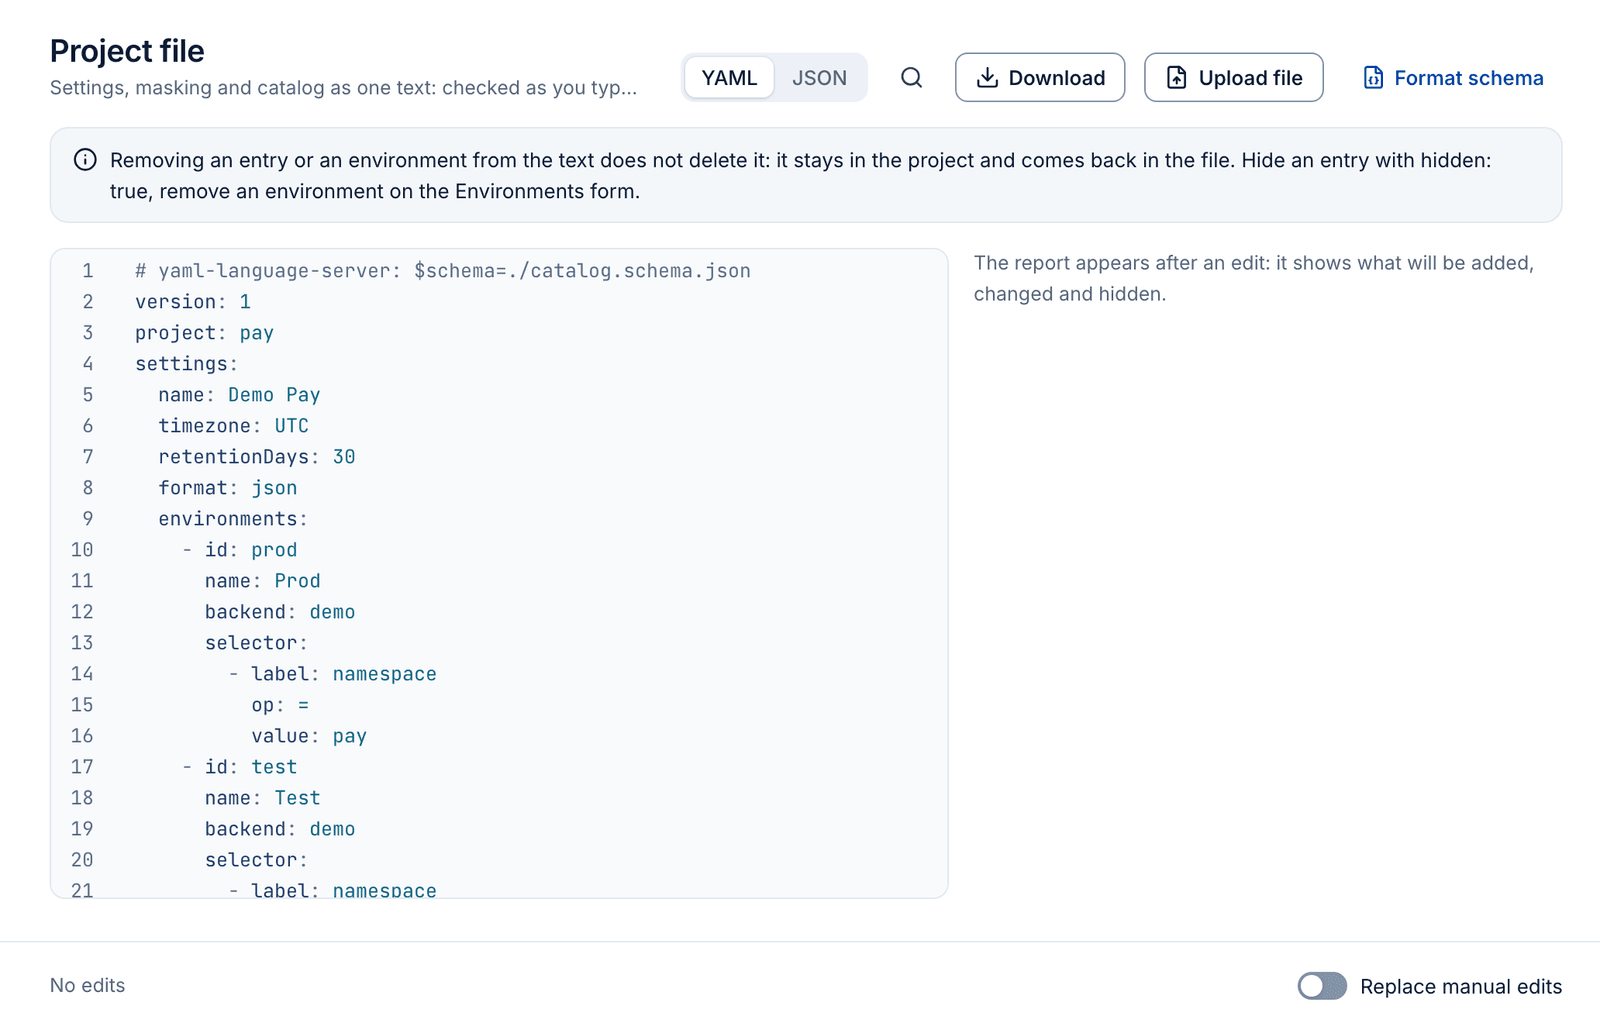 Project file
Settings, masking and catalog as one text: checked as you typ...
YAML
JSON
Download
Upload file
Format schema
Removing an entry or an environment from the text does not delete it: it stays in the project and comes back in the file. Hide an entry with hidden:
true, remove an environment on the Environments form.
1 # yaml-language-server: $schema=./catalog.schema.json
2 version: 1
3 project: pay
4 settings:
5   name: Demo Pay
6   timezone: UTC
7   retentionDays: 30
8   format: json
9   environments:
10     - id: prod
11       name: Prod
12       backend: demo
13       selector:
14         - label: namespace
15           op: =
16           value: pay
17     - id: test
18       name: Test
19       backend: demo
20       selector:
21         - label: namespace
The report appears after an edit: it shows what will be added,
changed and hidden.
No edits
Replace manual edits